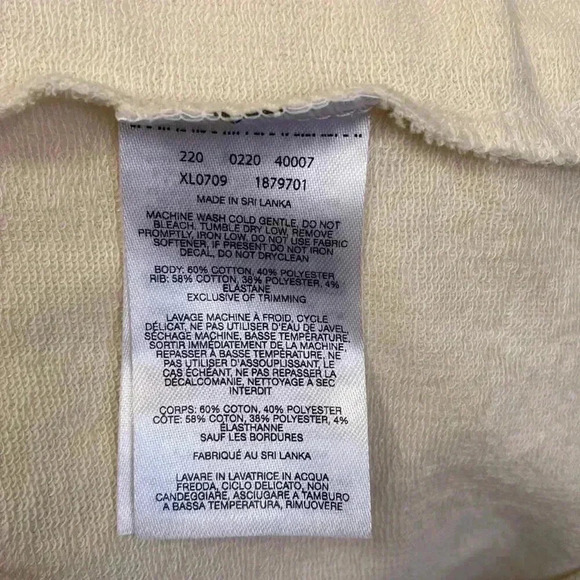 220 0220 40007
XL0709 1879701
MADE IN SRI LANKA
MACHINE WASH COLD GENTLE, DO NOT
BLEACH. TUMBLE DRY LOW, REMOVE
PROMPTLY, IRON LOW. DO NOT USE FABRIC
SOFTENER, IF PRESENT DO NOT IRON
DECAL, DO NOT DRYCLEAN
BODY: 60% COTTON, 40% POLYESTER
RIB: 58% COTTON, 38% POLYESTER, 4%
ELASTANE
EXCLUSIVE OF TRIMMING
LAVAGE MACHINE À FROID, CYCLE
DÉLICAT, NE PAS UTILISER D'EAU DE JAVEL,
SÉCHAGE MACHINE, BASSE TEMPÉRATURE,
SORTIR IMMÉDIATEMENT DE LA MACHINE,
REPASSER À BASSE TEMPÉRATURE, NE
PAS UTILISER D'ASSOUPLISSANT, LE
CAS ÉCHÉANT, NE PAS REPASSER LA
DÉCALCOMANIE, NETTOYAGE À SEC
INTERDIT
CORPS: 60% COTON, 40% POLYESTER
CÔTE: 58% COTON, 38% POLYESTER, 4%
ÉLASTHANNE
SAUF LES BORDURES
FABRIQUÉ AU SRI LANKA
LAVARE IN LAVATRICE IN ACQUA
FREDDA, CICLO DELICATO, NON
CANDEGGIARE, ASCIUGARE A TAMBURO
A BASSA TEMPERATURA, RIMUOVERE